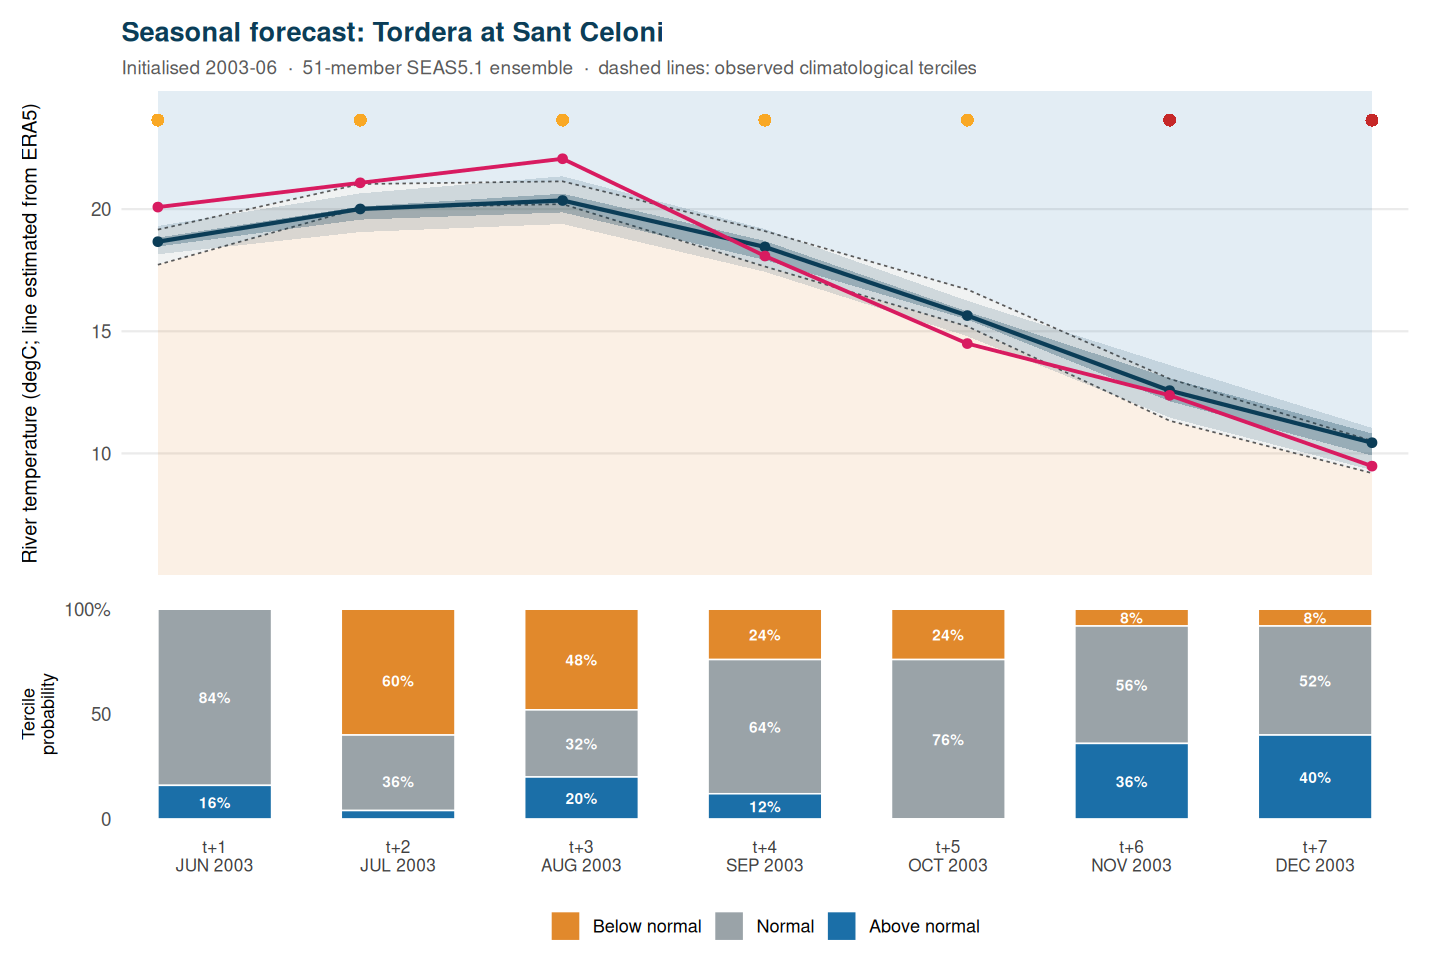 Seasonal forecast: Tordera at Sant Celoni
Initialised 2003-06 · 51-member SEAS5.1 ensemble · dashed lines: observed climatological terciles
River temperature (degC; line estimated from ERA5)
20
15
10
Tercile
probability
100%
50
0
84%
16%
60%
36%
48%
32%
20%
24%
64%
12%
24%
76%
8%
56%
36%
8%
52%
40%
t+1
JUN 2003
t+2
JUL 2003
t+3
AUG 2003
t+4
SEP 2003
t+5
OCT 2003
t+6
NOV 2003
t+7
DEC 2003
Below normal
Normal
Above normal